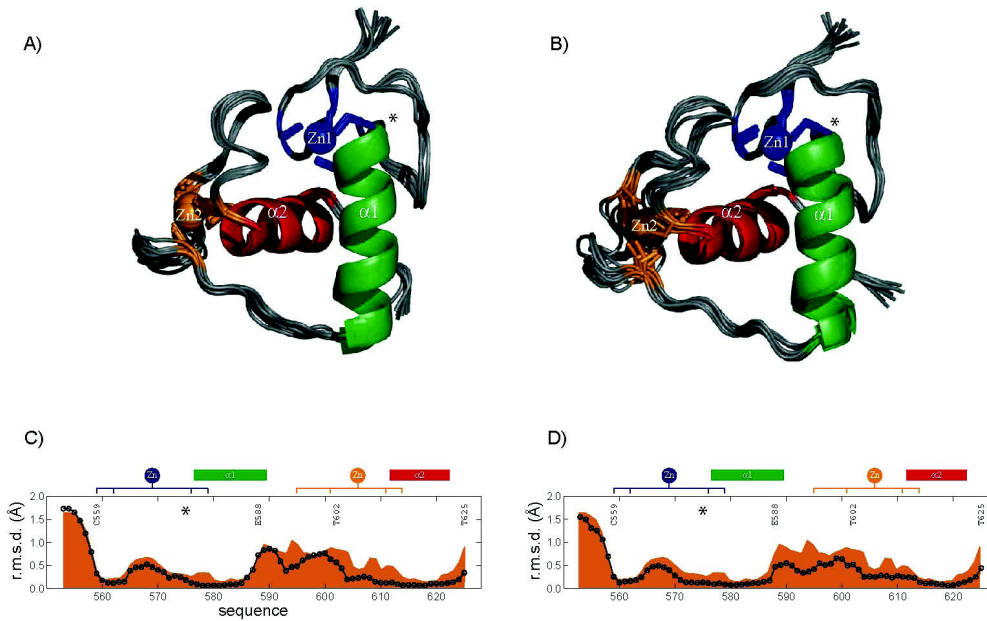 A)
B)
*
*
Zn1
Zn1
Zn2
α2
α1
Zn2
α2
α1
C)
D)
Zn
α1
Zn
α2
Zn
α1
Zn
α2
2.0
1.5
1.0
0.5
0.0
r.m.s.d. (Å)
C559
*
E588
T602
T625
560
570
580
590
600
610
620
sequence
2.0
1.5
1.0
0.5
0.0
r.m.s.d. (Å)
C559
*
E588
T602
T625
560
570
580
590
600
610
620